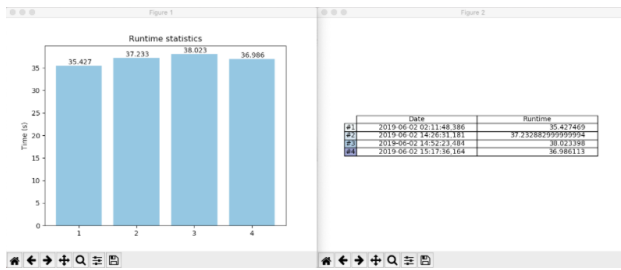 Figure 1
Runtime statistics
Time (s)
35
30
25
20
15
10
5
0
35.427
37.233
38.023
36.986
1 2 3 4
Figure 2
Date Runtime
#1 2019-06-02 02:11:48,386 35.427469
#2 2019-06-02 14:26:31,181 37.232882999999994
#3 2019-06-02 14:52:23,484 38.023398
#4 2019-06-02 15:17:36,164 36.986113